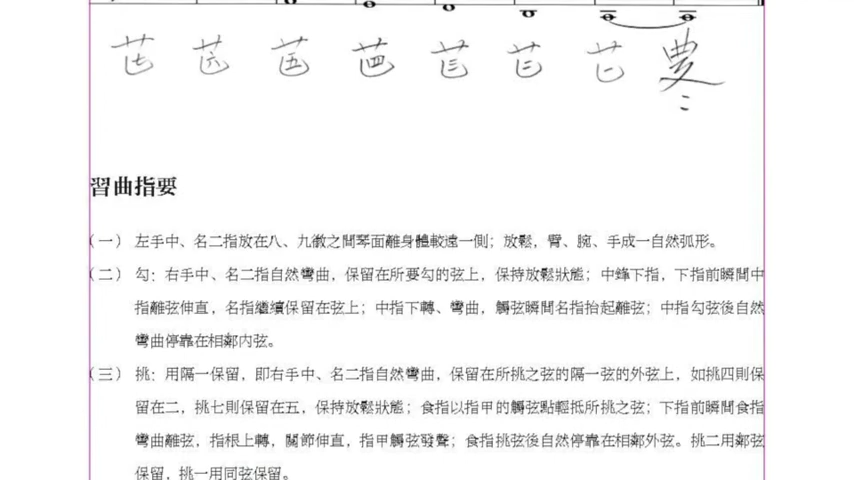 習曲指要
（一） 左手中、名二指放在八、九徽之間琴面離身體較遠一側；放鬆，臂、腕、手成一自然弧形。
（二） 勾：右手中、名二指自然彎曲，保留在所要勾的弦上，保持放鬆狀態；中鋒下指，下指前瞬間中
指離弦伸直，名指繼續保留在弦上；中指下轉、彎曲，觸弦瞬間名指抬起離弦；中指勾弦後自然
彎曲停靠在相鄰內弦。
（三） 挑：用隔一保留，即右手中、名二指自然彎曲，保留在所挑之弦的隔一弦的外弦上，如挑四則保
留在二，挑七則保留在五，保持放鬆狀態；食指以指甲的觸弦點輕抵所挑之弦；下指前瞬間食指
彎曲離弦，指根上轉，關節伸直，指甲觸弦發聲；食指挑弦後自然停靠在相鄰外弦。挑二用鄰弦
保留，挑一用同弦保留。